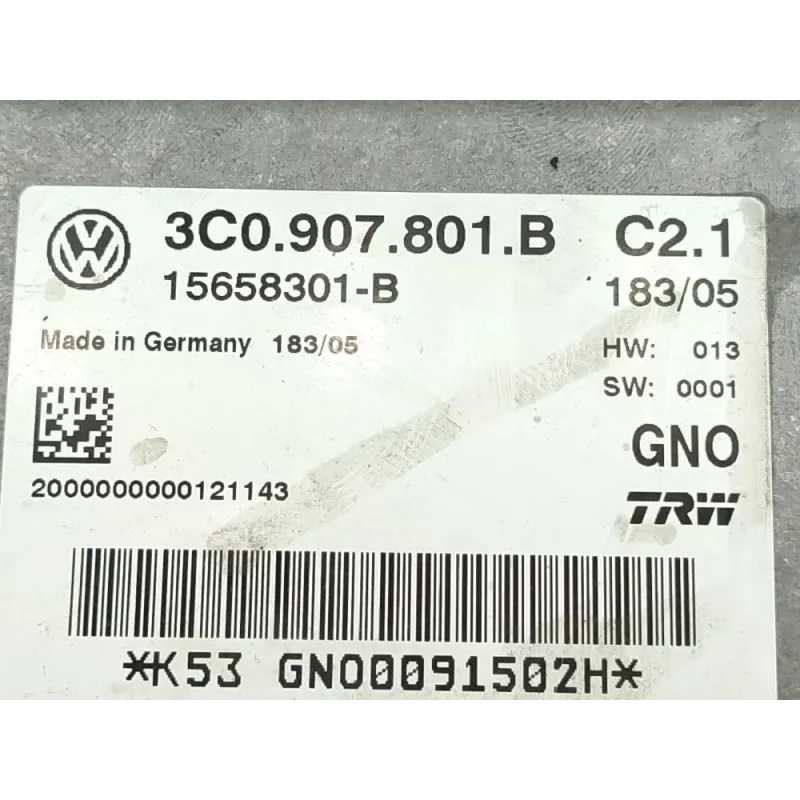 3C0.907.801.B C2.1
15658301-B 183/05
Made in Germany 183/05 HW: 013
SW: 0001
GNO
2000000000121143 TRW
*K53 GNO0091502H*